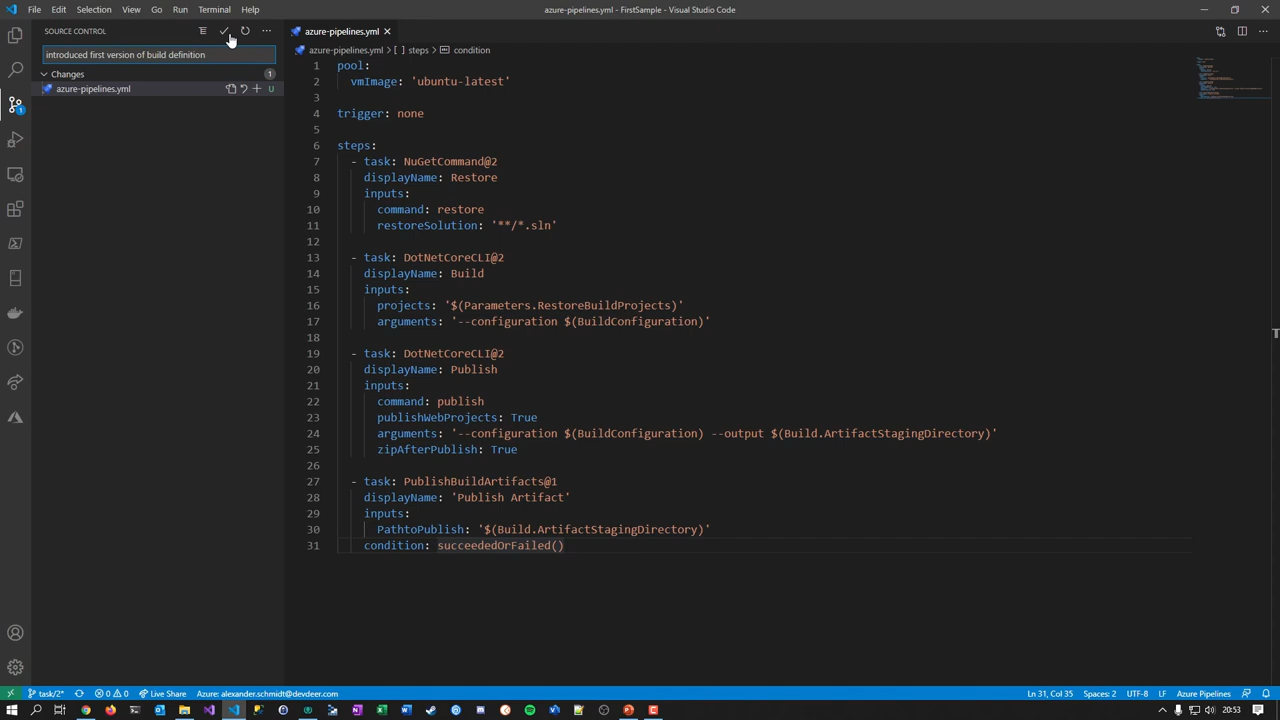 File Edit Selection View Go Run Terminal Help
azure-pipelines.yml - FirstSample - Visual Studio Code
SOURCE CONTROL
introduced first version of build definition
Changes
1
azure-pipelines.yml
U
1
azure-pipelines.yml
azure-pipelines.yml > [ ] steps > condition
1 pool:
2 vmImage: 'ubuntu-latest'
3
4 trigger: none
5
6 steps:
7 - task: NuGetCommand@2
8 displayName: Restore
9 inputs:
10 command: restore
11 restoreSolution: '**/*.sln'
12
13 - task: DotNetCoreCLI@2
14 displayName: Build
15 inputs:
16 projects: '$(Parameters.RestoreBuildProjects)'
17 arguments: '--configuration $(BuildConfiguration)'
18
19 - task: DotNetCoreCLI@2
20 displayName: Publish
21 inputs:
22 command: publish
23 publishWebProjects: True
24 arguments: '--configuration $(BuildConfiguration) --output $(Build.ArtifactStagingDirectory)'
25 zipAfterPublish: True
26
27 - task: PublishBuildArtifacts@1
28 displayName: 'Publish Artifact'
29 inputs:
30 PathtoPublish: '$(Build.ArtifactStagingDirectory)'
31 condition: succeededOrFailed()
task/2* 0 0 Live Share Azure: alexander.schmidt@devdeer.com
Ln 31, Col 35 Spaces: 2 UTF-8 LF Azure Pipelines
20:53